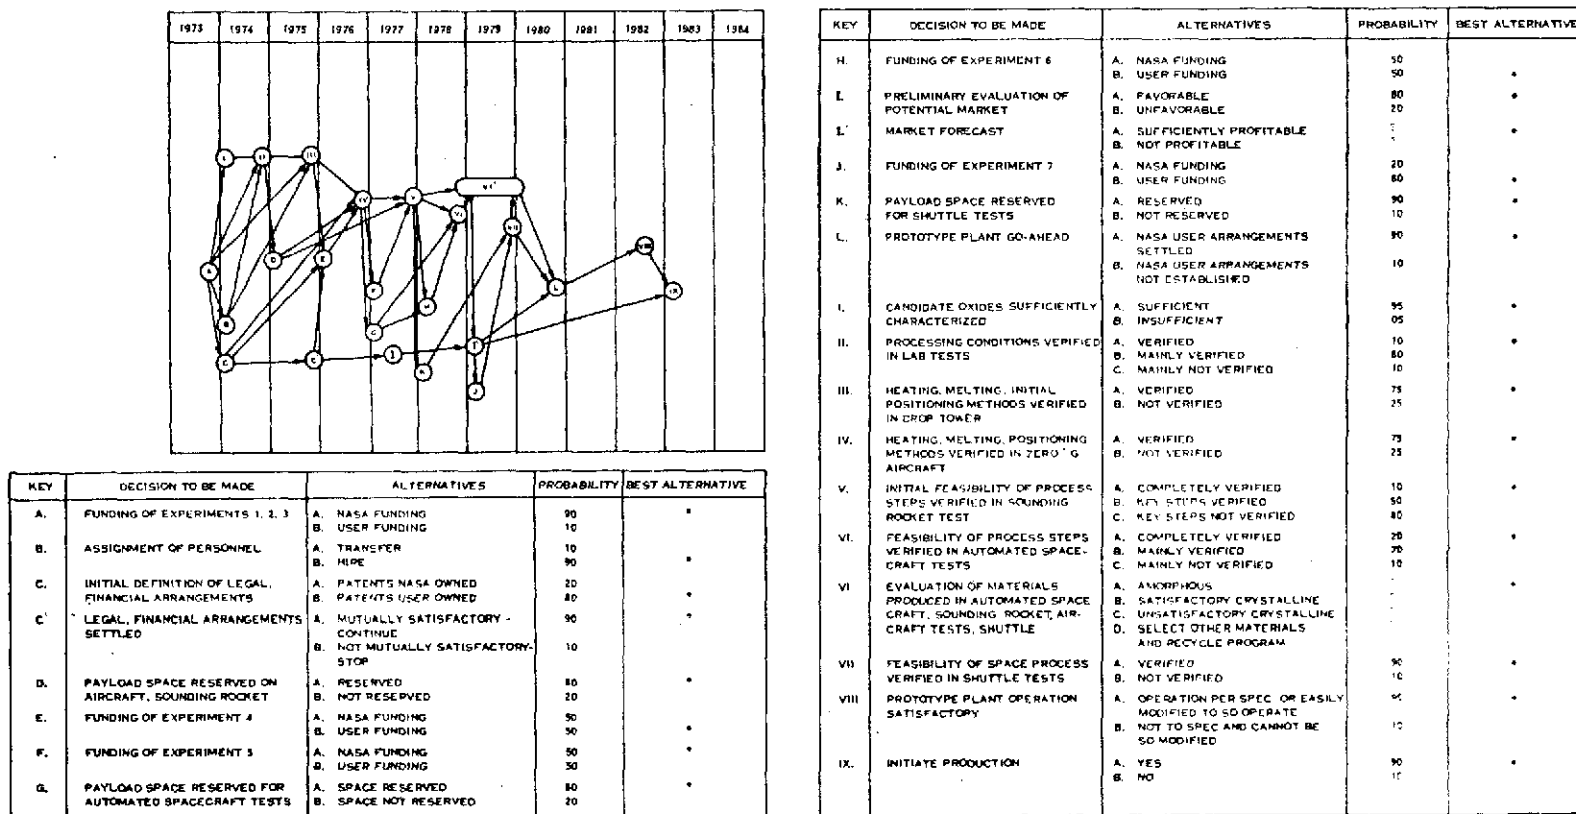 1973 1974 1975 1976 1977 1978 1979 1980 1981 1982 1983 1984
I II III
IV V VI'
VI
VII
VIII
A D E
F
L IX
B H
G
C C' I I'
K
J
KEY DECISION TO BE MADE ALTERNATIVES PROBABILITY BEST ALTERNATIVE
A. FUNDING OF EXPERIMENTS 1, 2, 3 A. NASA FUNDING 90 *
B. USER FUNDING 10
B. ASSIGNMENT OF PERSONNEL A. TRANSFER 10
B. HIRE 90 *
C. INITIAL DEFINITION OF LEGAL, A. PATENTS NASA OWNED 20
FINANCIAL ARRANGEMENTS B. PATENTS USER OWNED 80 *
C' LEGAL, FINANCIAL ARRANGEMENTS A. MUTUALLY SATISFACTORY - 90 *
SETTLED CONTINUE
B. NOT MUTUALLY SATISFACTORY- 10
STOP
D. PAYLOAD SPACE RESERVED ON A. RESERVED 80 *
AIRCRAFT, SOUNDING ROCKET B. NOT RESERVED 20
E. FUNDING OF EXPERIMENT 4 A. NASA FUNDING 50
B. USER FUNDING 50 *
F. FUNDING OF EXPERIMENT 5 A. NASA FUNDING 50 *
B. USER FUNDING 50
G. PAYLOAD SPACE RESERVED FOR A. SPACE RESERVED 80 *
AUTOMATED SPACECRAFT TESTS B. SPACE NOT RESERVED 20
KEY DECISION TO BE MADE ALTERNATIVES PROBABILITY BEST ALTERNATIVE
H. FUNDING OF EXPERIMENT 6 A. NASA FUNDING 50
B. USER FUNDING 50 *
I. PRELIMINARY EVALUATION OF A. FAVORABLE 80 *
POTENTIAL MARKET B. UNFAVORABLE 20
I.' MARKET FORECAST A. SUFFICIENTLY PROFITABLE *
B. NOT PROFITABLE
J. FUNDING OF EXPERIMENT 7 A. NASA FUNDING 20
B. USER FUNDING 80 *
K. PAYLOAD SPACE RESERVED A. RESERVED 90 *
FOR SHUTTLE TESTS B. NOT RESERVED 10
L. PROTOTYPE PLANT GO-AHEAD A. NASA USER ARRANGEMENTS 90 *
SETTLED
B. NASA USER ARRANGEMENTS 10
NOT ESTABLISHED
I. CANDIDATE OXIDES SUFFICIENTLY A. SUFFICIENT 95 *
CHARACTERIZED B. INSUFFICIENT 05
II. PROCESSING CONDITIONS VERIFIED A. VERIFIED 10 *
IN LAB TESTS B. MAINLY VERIFIED 80
C. MAINLY NOT VERIFIED 10
III. HEATING, MELTING, INITIAL A. VERIFIED 75 *
POSITIONING METHODS VERIFIED B. NOT VERIFIED 25
IN DROP TOWER
IV. HEATING, MELTING, POSITIONING A. VERIFIED 75 *
METHODS VERIFIED IN ZERO 'G B. NOT VERIFIED 25
AIRCRAFT
V. INITIAL FEASIBILITY OF PROCESS A. COMPLETELY VERIFIED 10 *
STEPS VERIFIED IN SOUNDING B. KEY STEPS VERIFIED 50
ROCKET TEST C. KEY STEPS NOT VERIFIED
VI. FEASIBILITY OF PROCESS STEPS A. COMPLETELY VERIFIED 20 *
VERIFIED IN AUTOMATED SPACE- B. MAINLY VERIFIED 70
CRAFT TESTS C. MAINLY NOT VERIFIED 10
VI EVALUATION OF MATERIALS A. AMORPHOUS *
PRODUCED IN AUTOMATED SPACE B. SATISFACTORY CRYSTALLINE
CRAFT, SOUNDING ROCKET, AIR- C. UNSATISFACTORY CRYSTALLINE
CRAFT TESTS, SHUTTLE D. SELECT OTHER MATERIALS
AND RECYCLE PROGRAM
VII FEASIBILITY OF SPACE PROCESS A. VERIFIED 90 *
VERIFIED IN SHUTTLE TESTS B. NOT VERIFIED 10
VIII PROTOTYPE PLANT OPERATION A. OPERATION PER SPEC. OR EASILY *
SATISFACTORY MODIFIED TO SO OPERATE
B. NOT TO SPEC AND CANNOT BE 10
SO MODIFIED
IX. INITIATE PRODUCTION A. YES 90 *
B. NO 10